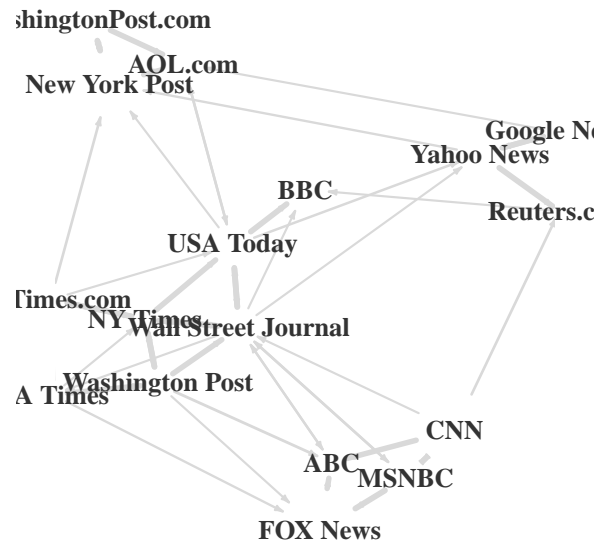 shingtonPost.com
AOL.com
New York Post
Google Ne
Yahoo News
BBC
Reuters.c
USA Today
Times.com
NY Times
Wall Street Journal
Washington Post
A Times
CNN
ABC
MSNBC
FOX News